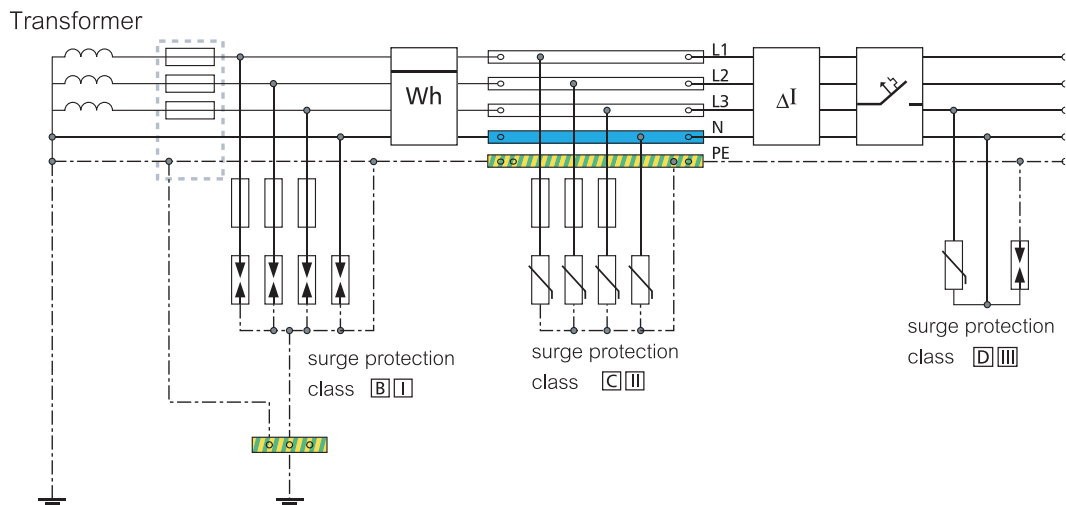 Transformer
Wh
L1
L2
L3
N
PE
ΔI
surge protection
class B I
surge protection
class C II
surge protection
class D III